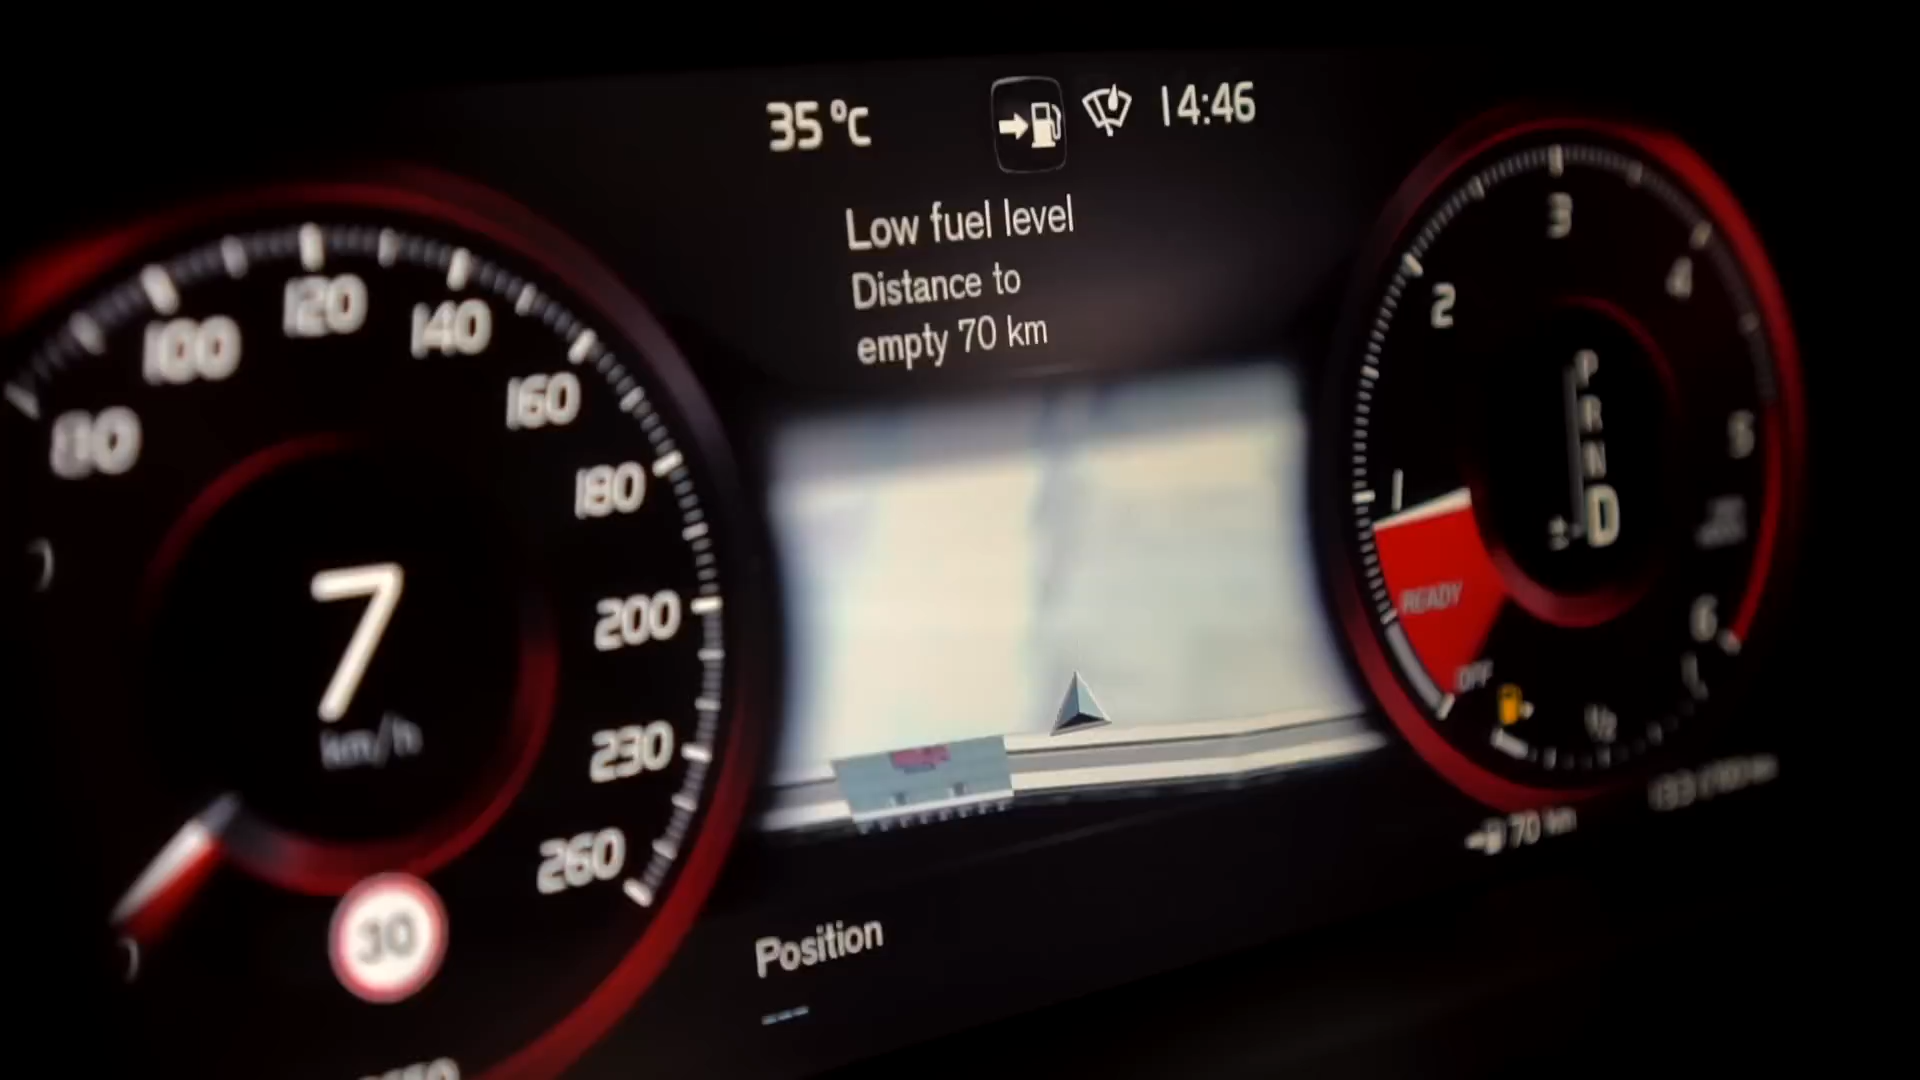 35 °C
14:46
Low fuel level
Distance to
empty 70 km
80
100
120
140
160
180
200
230
260
7
km/h
30
Position
---
1
2
3
4
5
6
P
R
N
D
READY
OFF
1/2
70 km